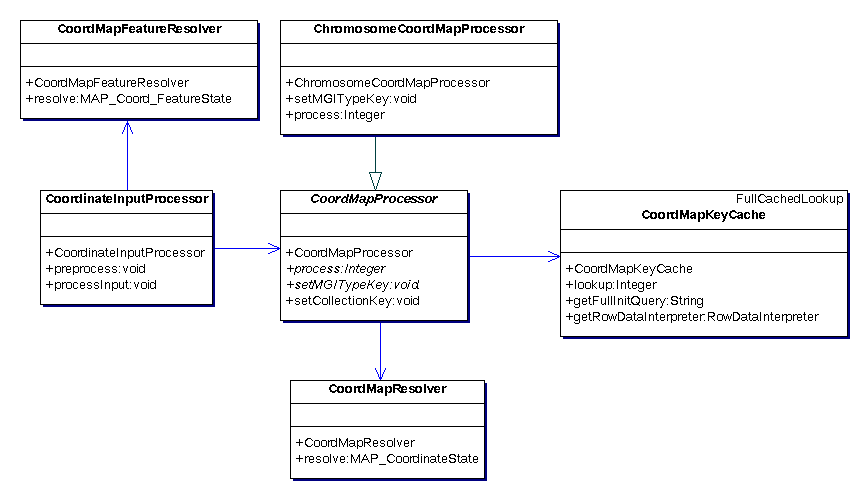 CoordMapFeatureResolver
+CoordMapFeatureResolver
+resolve:MAP_Coord_FeatureState
ChromosomeCoordMapProcessor
+ChromosomeCoordMapProcessor
+setMGITypeKey:void
+process:Integer
CoordinateInputProcessor
+CoordinateInputProcessor
+preprocess:void
+processInput:void
CoordMapProcessor
+CoordMapProcessor
+process:Integer
+setMGITypeKey:void
+setCollectionKey:void
FullCachedLookup
CoordMapKeyCache
+CoordMapKeyCache
+lookup:Integer
+getFullInitQuery:String
+getRowDataInterpreter:RowDataInterpreter
CoordMapResolver
+CoordMapResolver
+resolve:MAP_CoordinateState